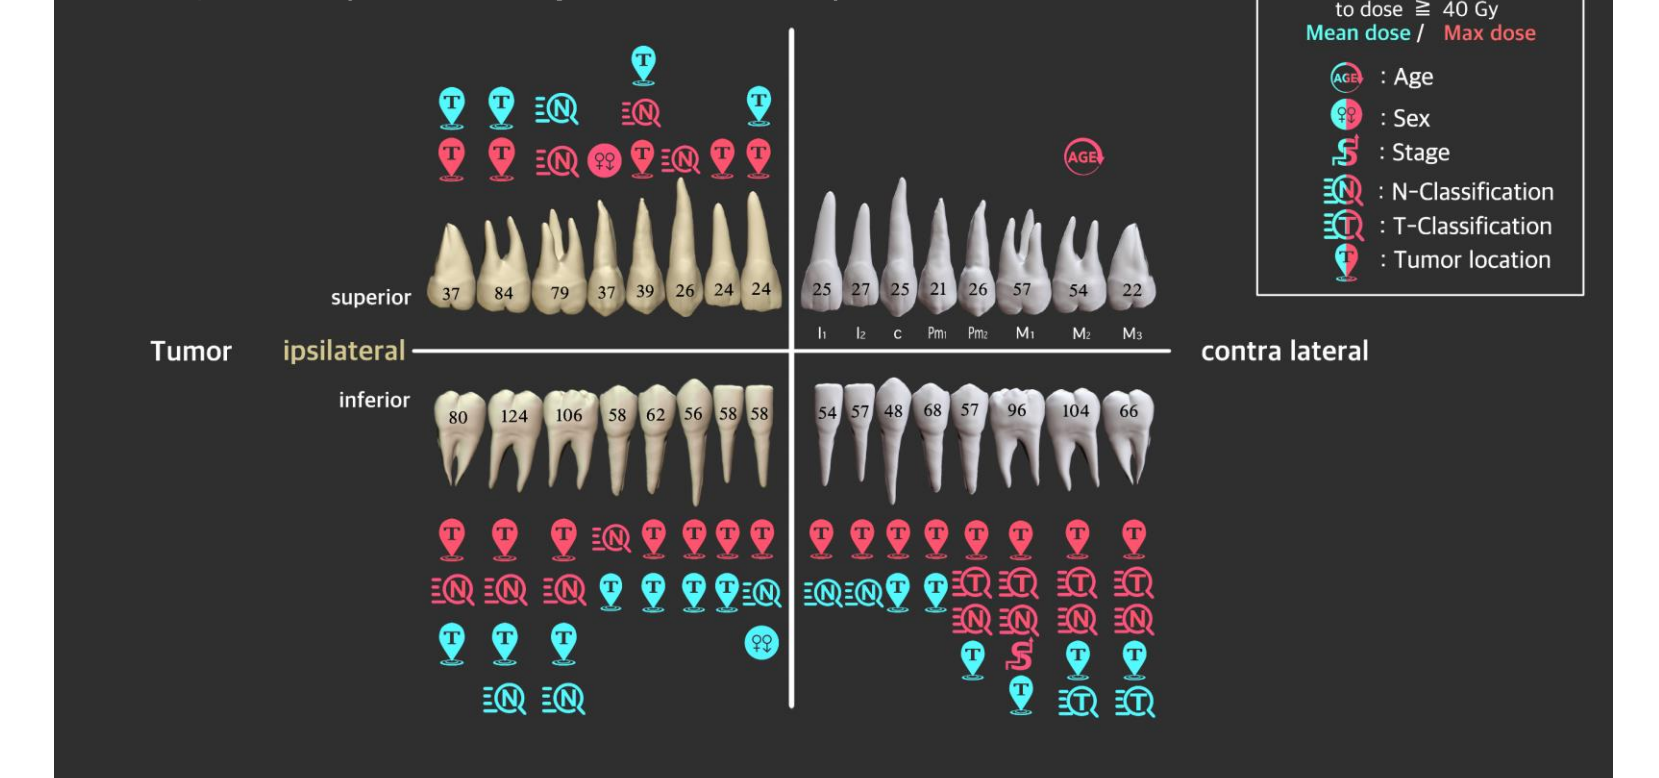 to dose ≧ 40 Gy
Mean dose / Max dose
AGE : Age
: Sex
S : Stage
N : N-Classification
T : T-Classification
T : Tumor location
T
T T N N T
T T N T N T T AGE
superior 37 84 79 37 39 26 24 24 25 27 25 21 26 57 54 22
I1 I2 c Pm1 Pm2 M1 M2 M3
Tumor ipsilateral contra lateral
inferior 80 124 106 58 62 56 58 58 54 57 48 68 57 96 104 66
T T T N T T T T T T T T T T T T
N N N T T T T N N N T T T T T T
N N N N
T T T T S T T
N N T T T